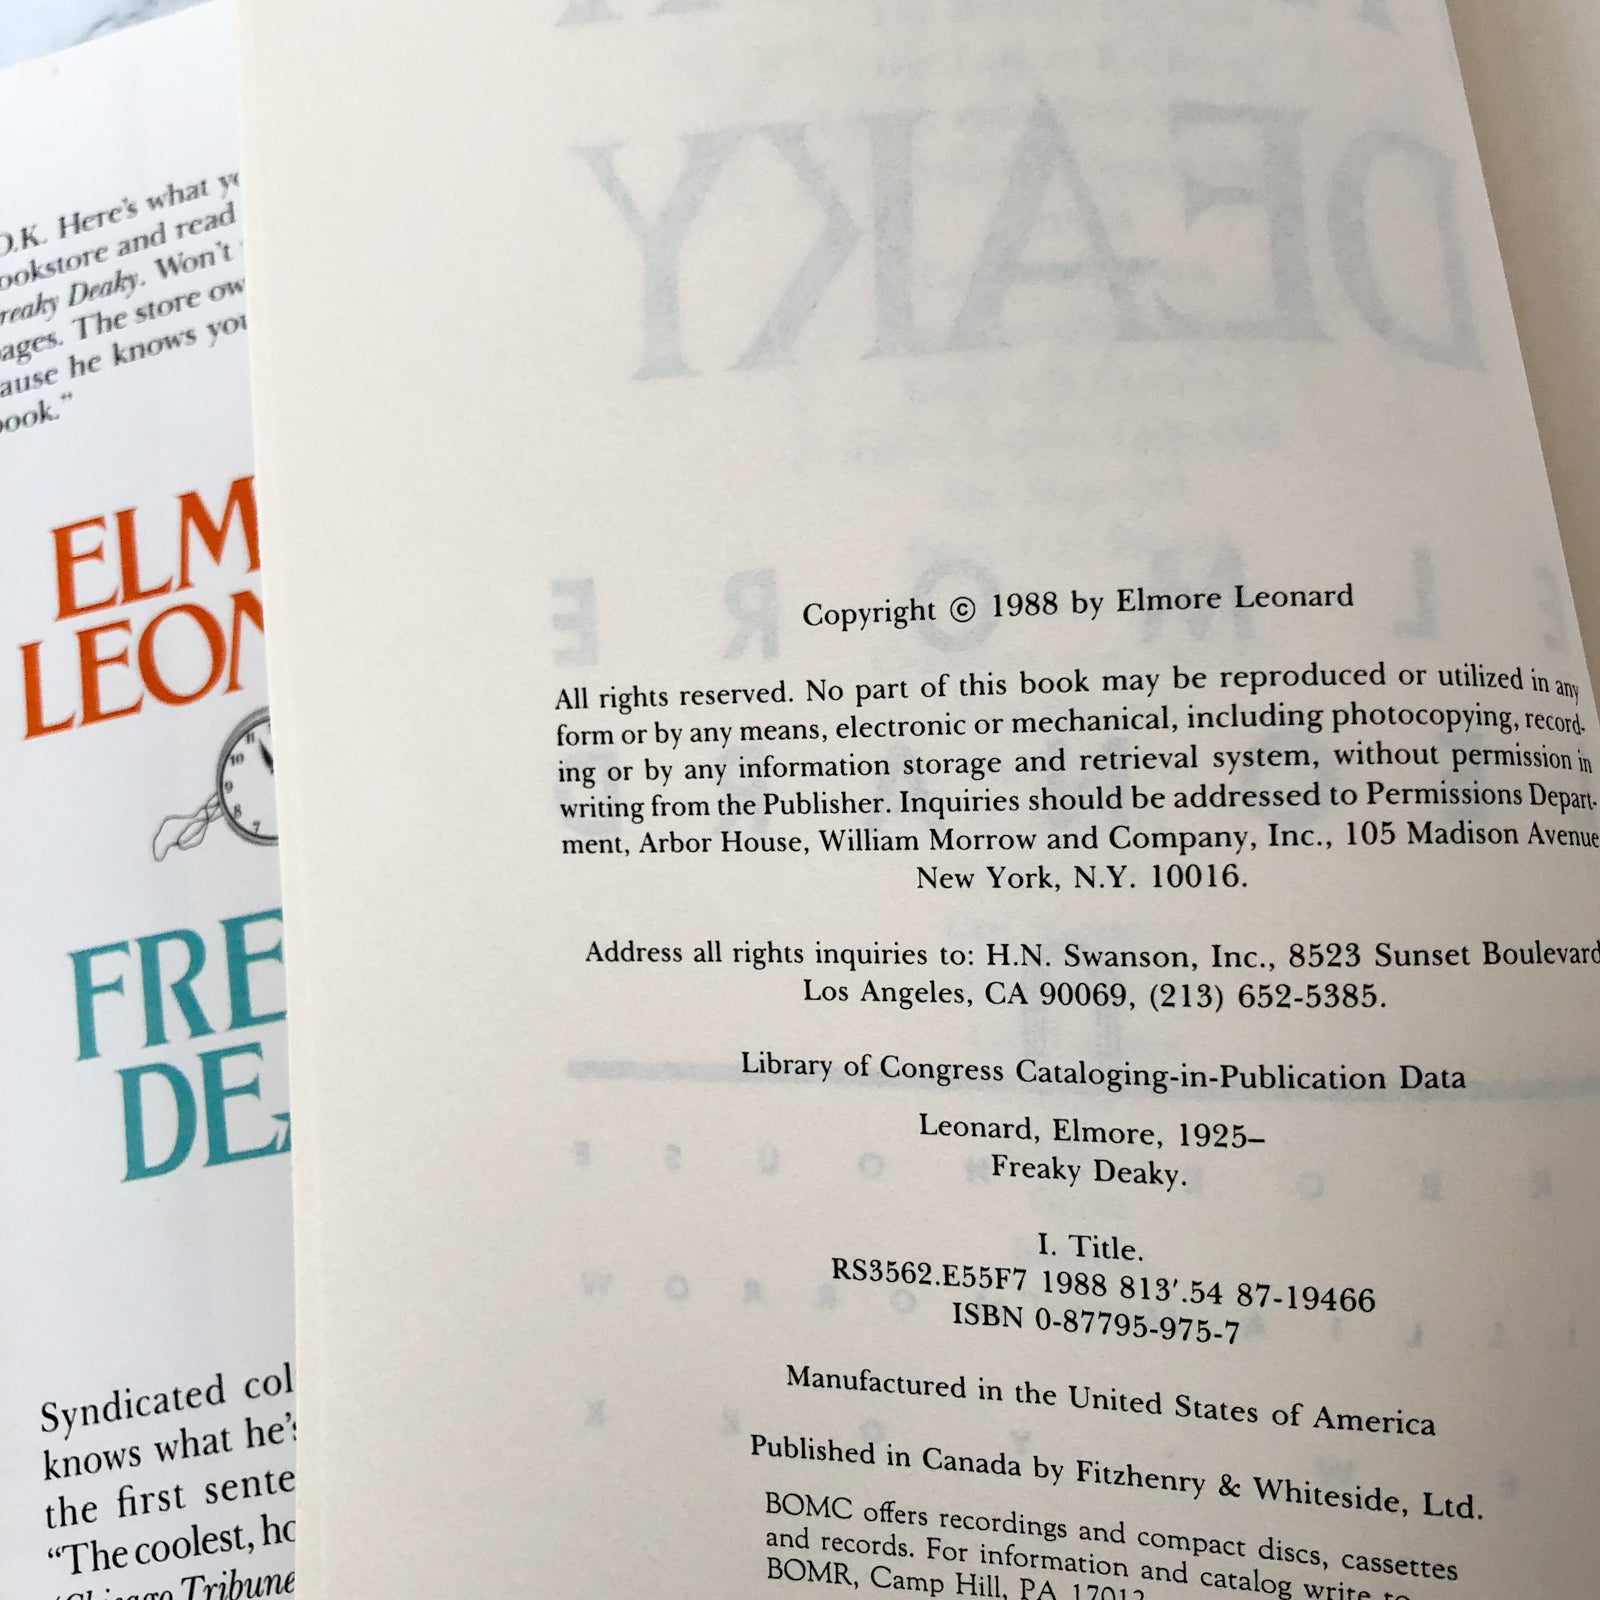 O.K. Here's what
ookstore and read
reaky Deaky. Won't
ages. The store
ause he knows
book."
ELM
LEON
10
11
9
8
7
FRE
DEA
Syndicated col
knows what he's
the first sente
"The coolest, ho
Chicago Tribune
DEAKY
E L M O R E
Copyright © 1988 by Elmore Leonard
All rights reserved. No part of this book may be reproduced or utilized in any
form or by any means, electronic or mechanical, including photocopying, record-
ing or by any information storage and retrieval system, without permission in
writing from the Publisher. Inquiries should be addressed to Permissions Depart-
ment, Arbor House, William Morrow and Company, Inc., 105 Madison Avenue
New York, N.Y. 10016.
Address all rights inquiries to: H.N. Swanson, Inc., 8523 Sunset Boulevard
Los Angeles, CA 90069, (213) 652-5385.
Library of Congress Cataloging-in-Publication Data
Leonard, Elmore, 1925–
Freaky Deaky.
I. Title.
RS3562.E55F7 1988 813′.54 87-19466
ISBN 0-87795-975-7
Manufactured in the United States of America
Published in Canada by Fitzhenry & Whiteside, Ltd.
BOMC offers recordings and compact discs, cassettes
and records. For information and catalog write to
BOMR, Camp Hill, PA 17012.